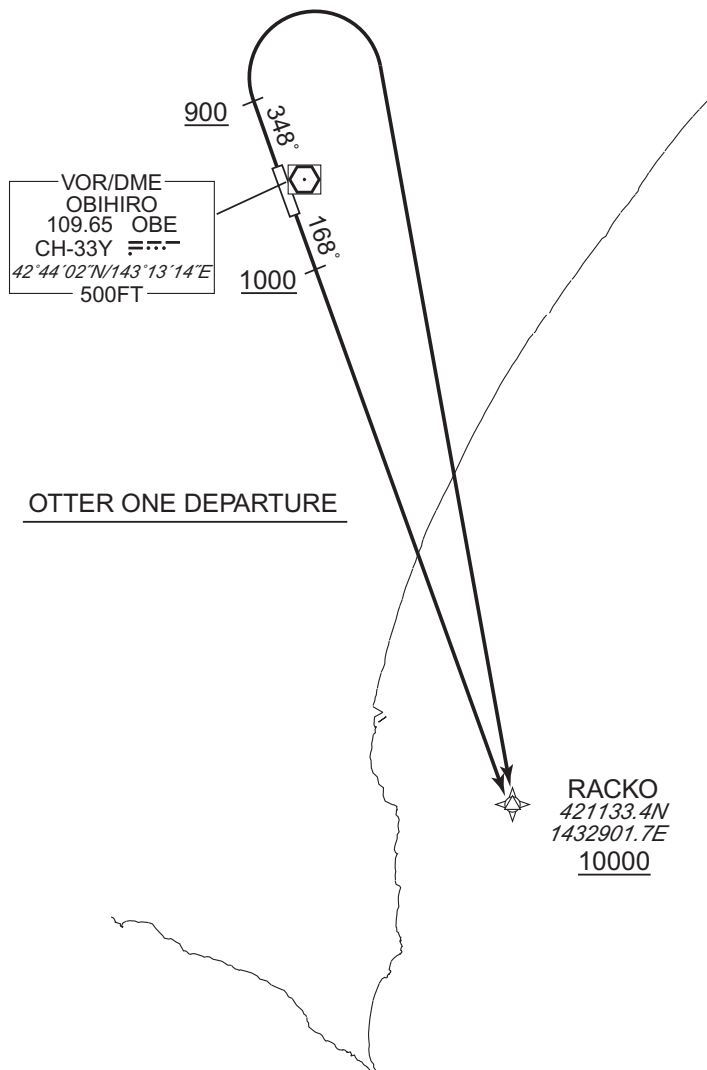 900
348°
VOR/DME
OBIHIRO
109.65 OBE
CH-33Y
42°44′02″N/143°13′14″E
500FT
168°
1000
OTTER ONE DEPARTURE
RACKO
421133.4N
1432901.7E
10000